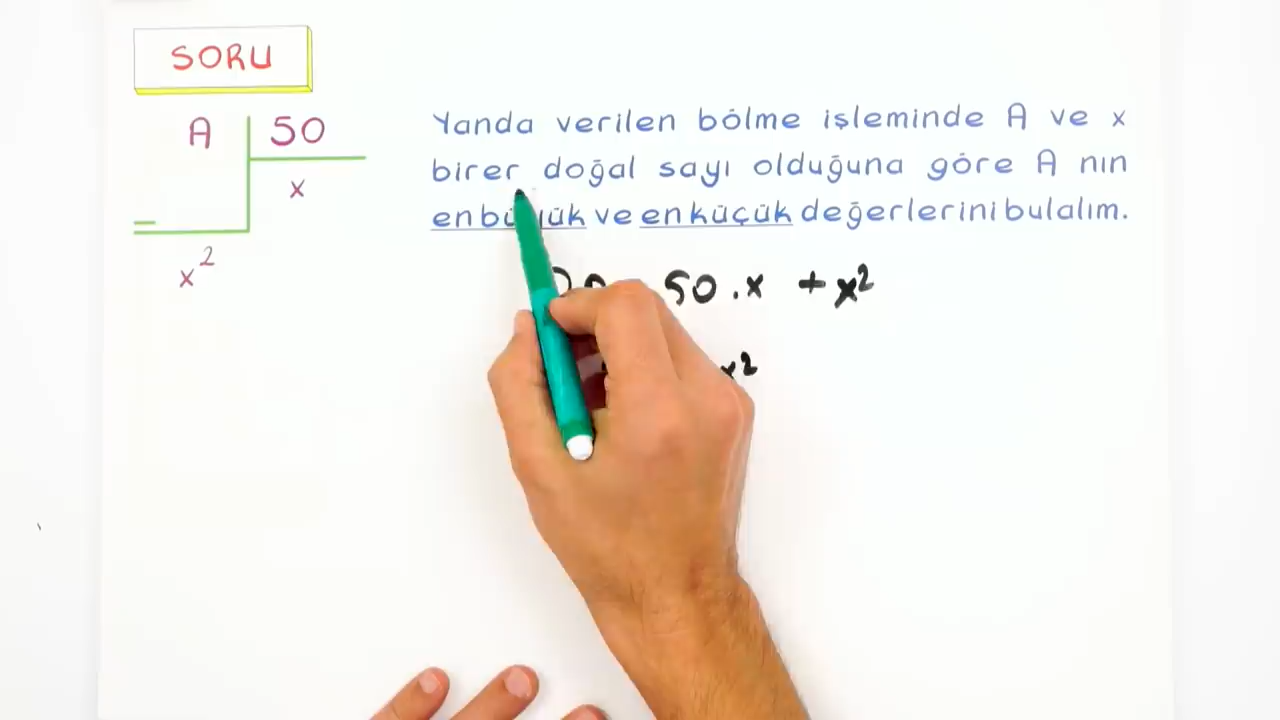 SORU
A 50
x
x²
Yanda verilen bölme işleminde A ve x
birer doğal sayı olduğuna göre A nın
en ve en küçük değerlerini bulalım.
50 . x + x²
x²